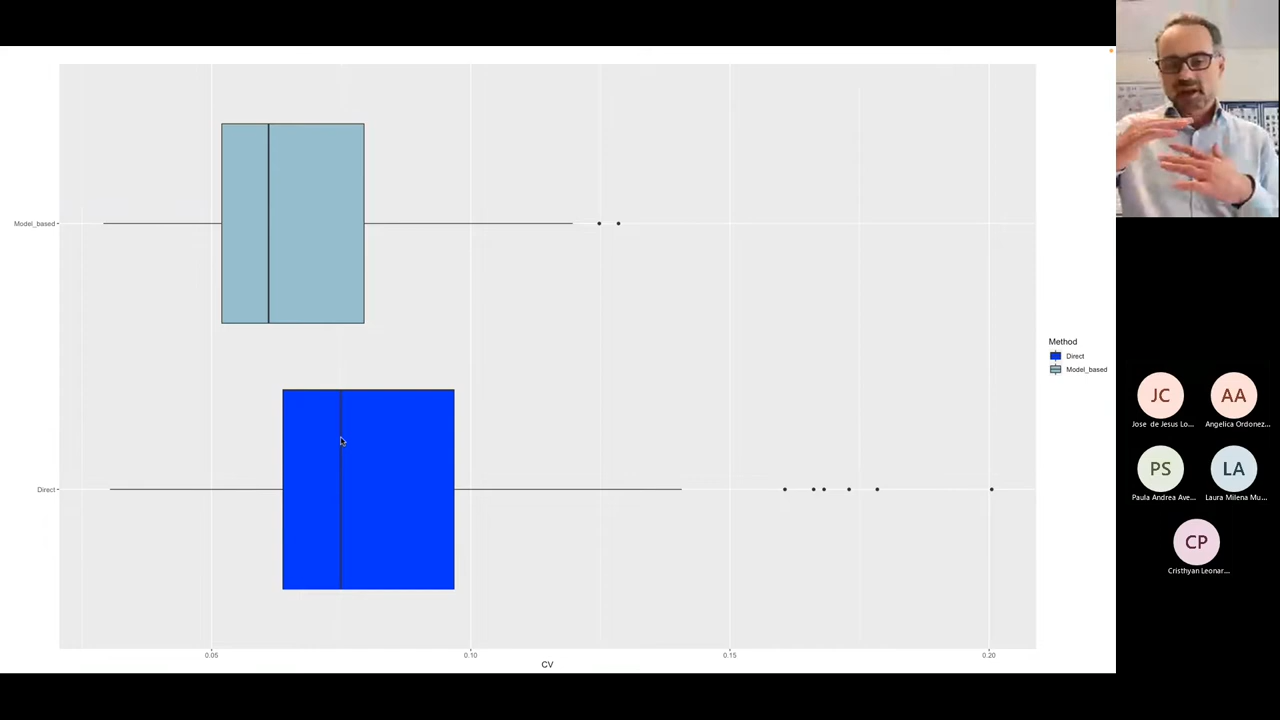 Model_based
Direct
0.05
0.10
0.15
0.20
CV
Method
Direct
Model_based
JC
Jose de Jesus Lo...
AA
Angelica Ordonez...
PS
Paula Andrea Ave...
LA
Laura Milena Mu...
CP
Cristhyan Leonar...